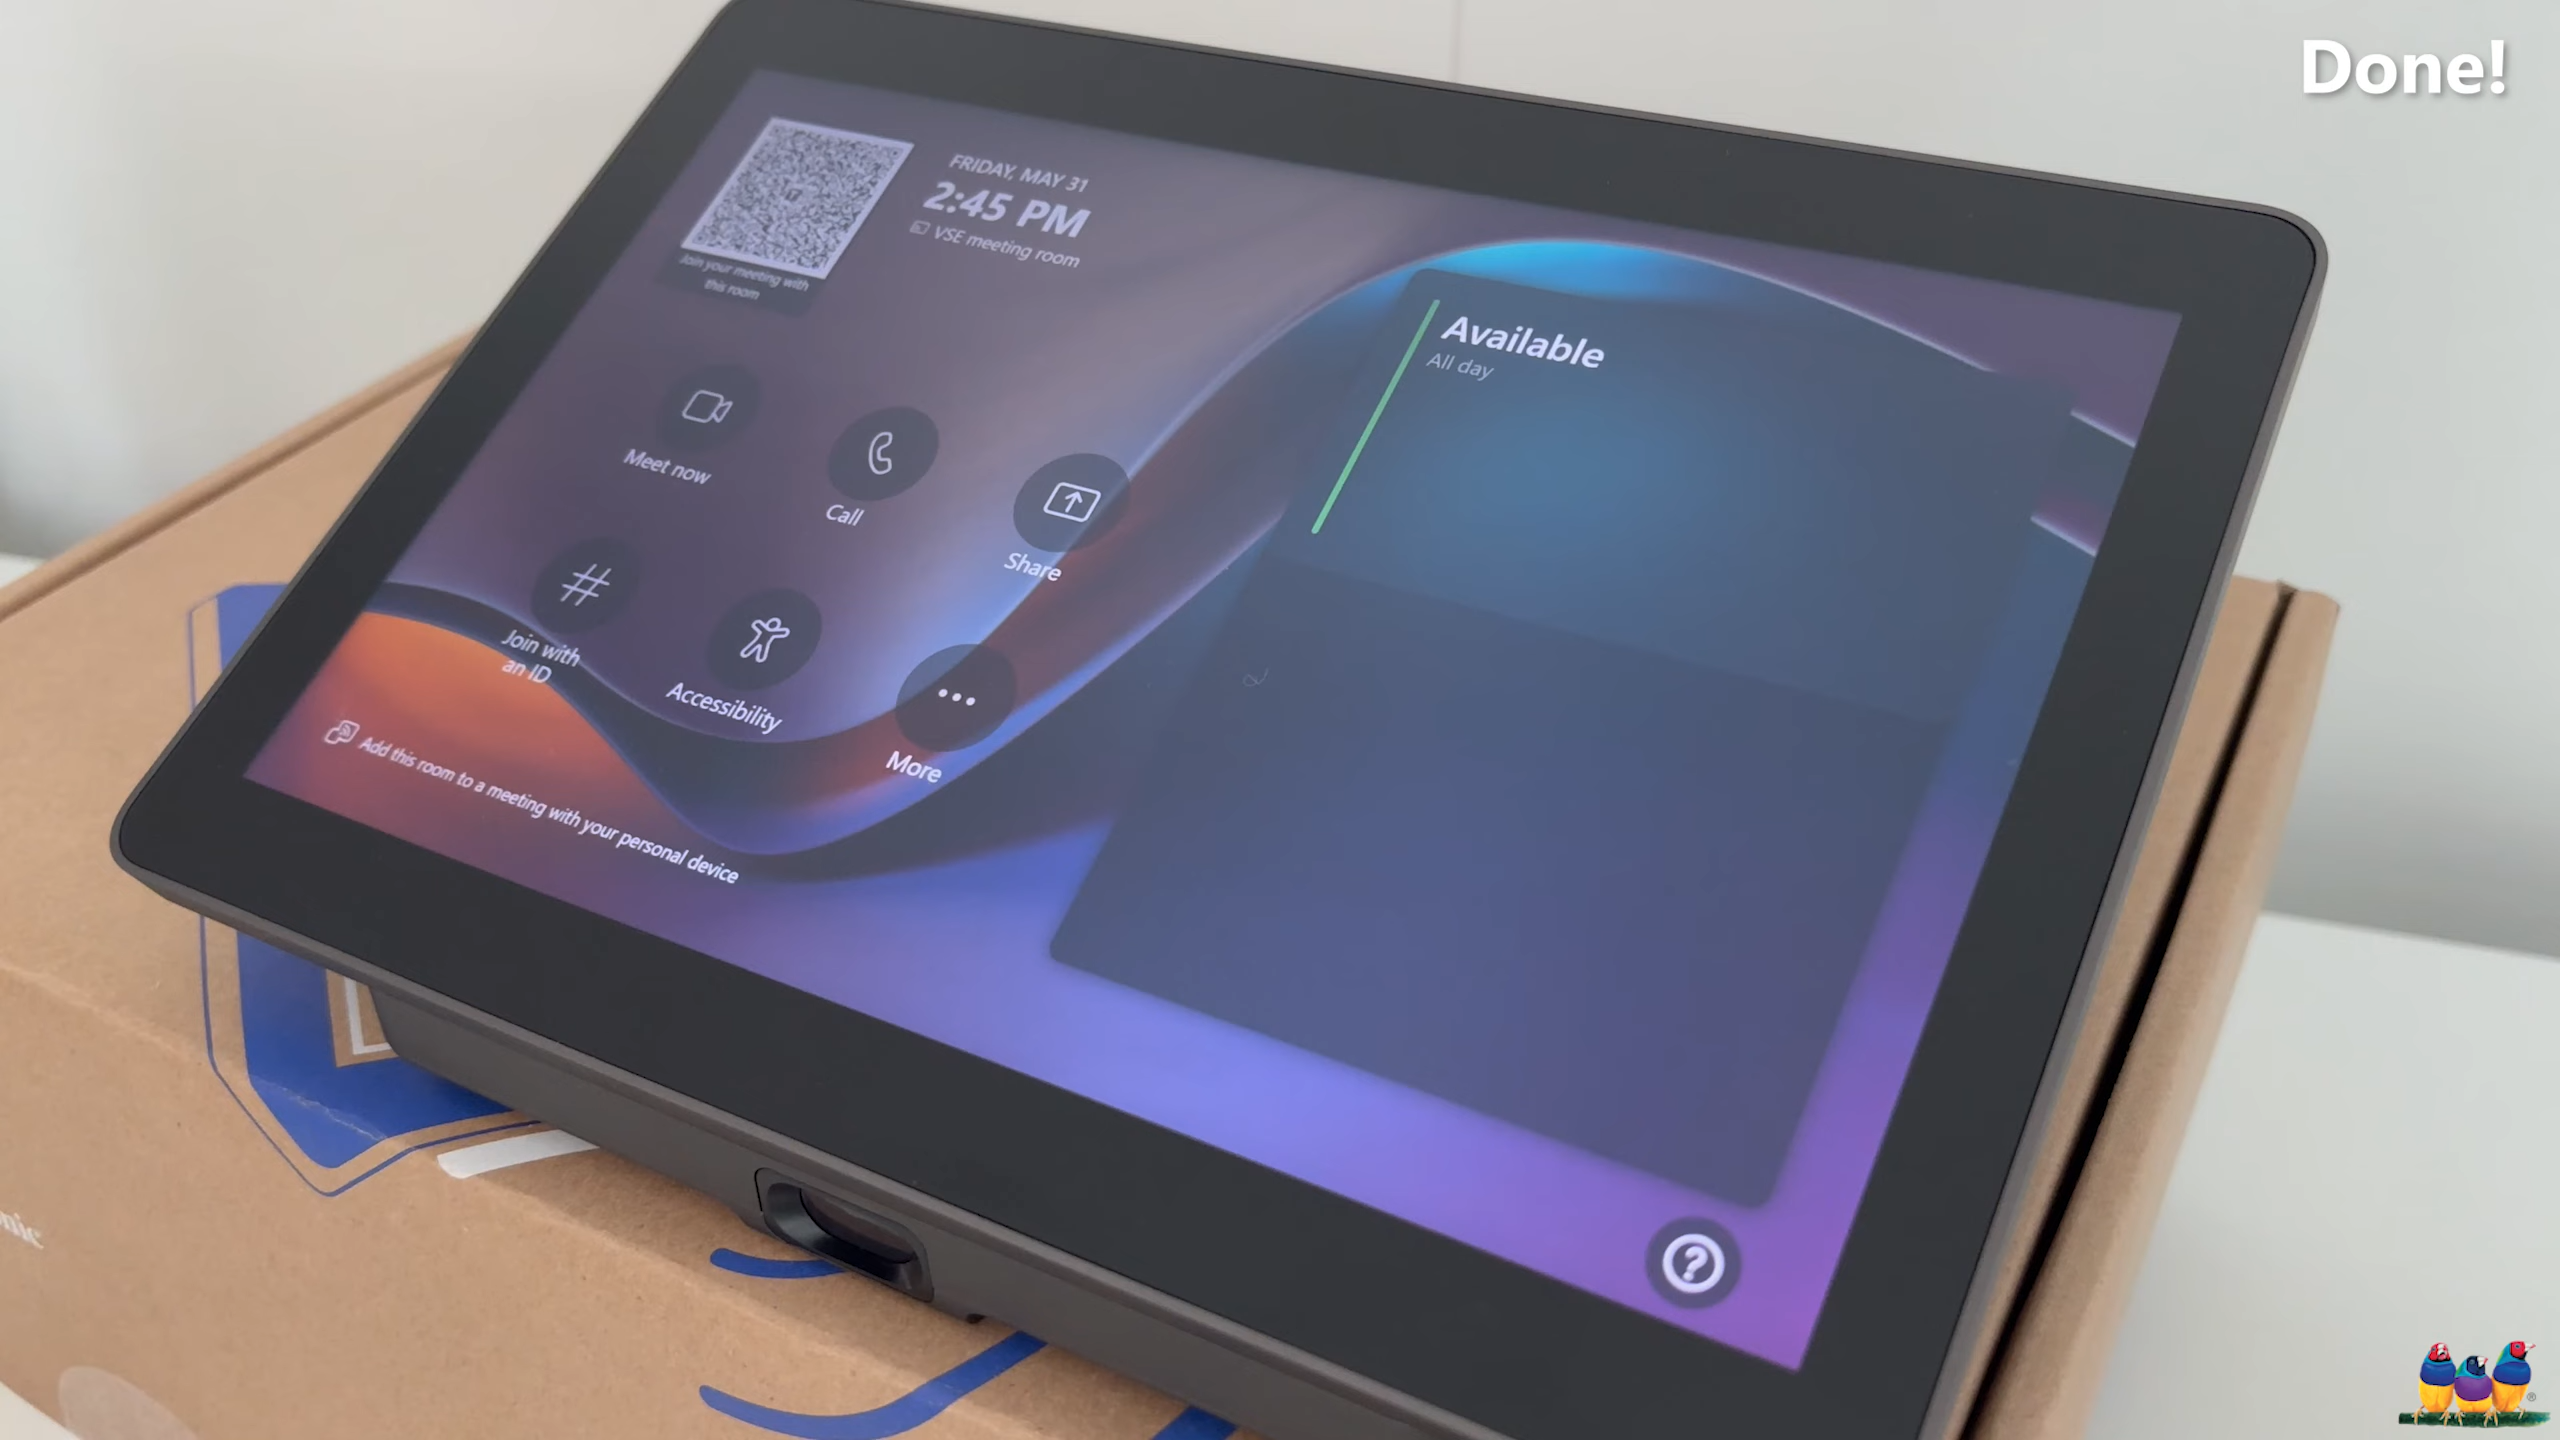 Done!
FRIDAY, MAY 31
2:45 PM
VSE meeting room
Join your meeting with
this room
Available
All day
Meet now
Call
Share
Join with
an ID
Accessibility
More
Add this room to a meeting with your personal device